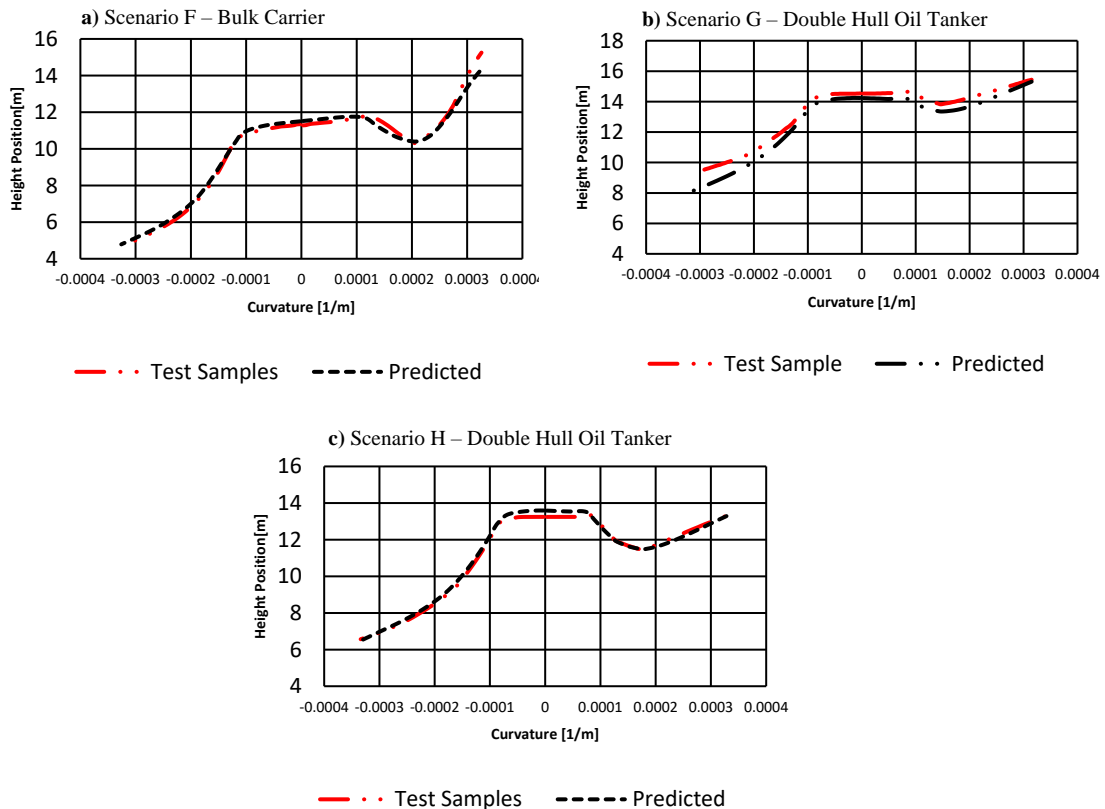 a) Scenario F – Bulk Carrier
16
14
12
10
8
6
4
-0.0004 -0.0003 -0.0002 -0.0001 0 0.0001 0.0002 0.0003 0.0004
Height Position[m]
Curvature [1/m]
Test Samples Predicted
b) Scenario G – Double Hull Oil Tanker
18
16
14
12
10
8
6
4
-0.0004 -0.0003 -0.0002 -0.0001 0 0.0001 0.0002 0.0003 0.0004
Height Position[m]
Curvature [1/m]
Test Sample Predicted
c) Scenario H – Double Hull Oil Tanker
16
14
12
10
8
6
4
-0.0004 -0.0003 -0.0002 -0.0001 0 0.0001 0.0002 0.0003 0.0004
Height Position[m]
Curvature [1/m]
Test Samples Predicted